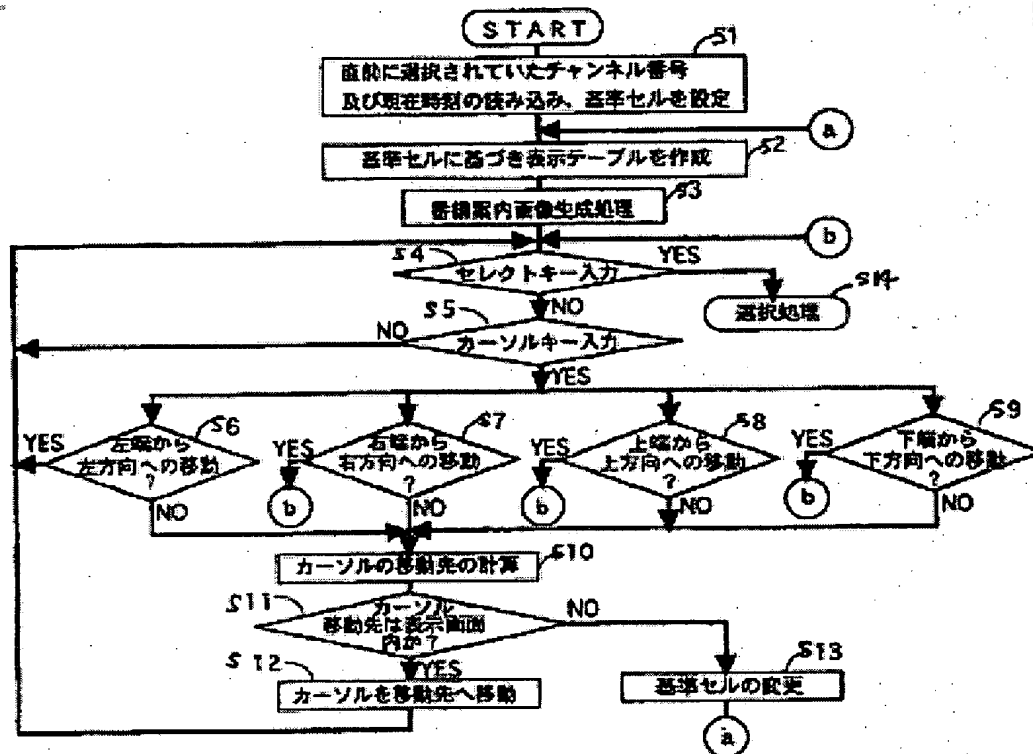 START
S1
直前に選択されていたチャンネル番号
及び現在時刻の読み込み、基準セルを設定
a
基準セルに基づき表示テーブルを作成
S2
番組案内画像生成処理
S3
b
S4
セレクトキー入力
YES
S14
選択処理
NO
S5
カーソルキー入力
NO
YES
S6
左端から
左方向への移動
?
YES
NO
S7
右端から
右方向への移動
?
YES
b
NO
S8
上端から
上方向への移動
?
YES
b
NO
S9
下端から
下方向への移動
?
YES
b
NO
カーソルの移動先の計算
S10
S11
カーソル
移動先は表示画面
内か?
NO
YES
S12
カーソルを移動先へ移動
S13
基準セルの変更
a